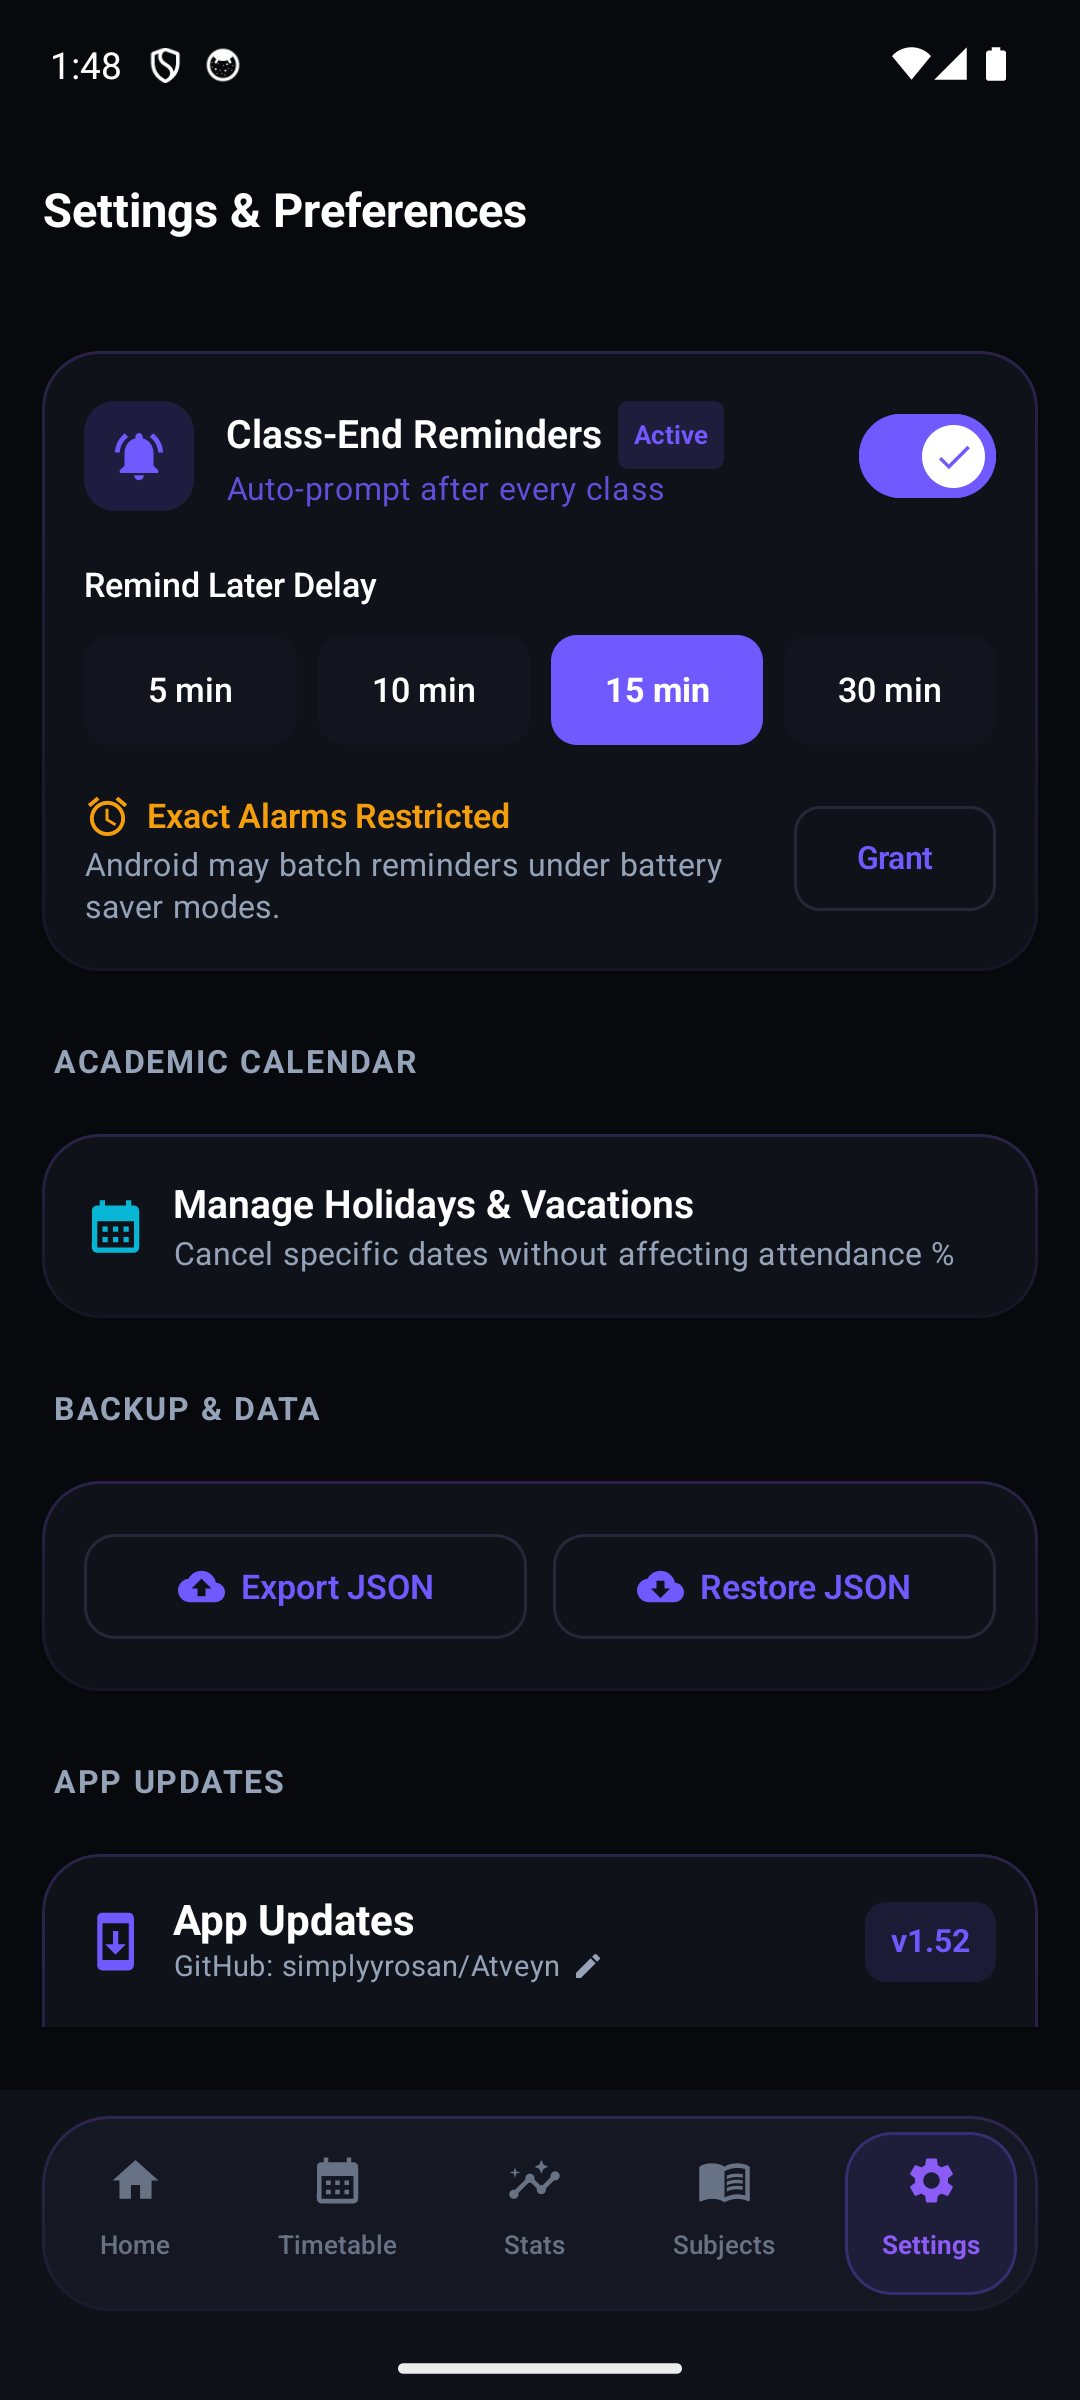 1:48
Settings & Preferences
Class-End Reminders
Active
Auto-prompt after every class
Remind Later Delay
5 min
10 min
15 min
30 min
Exact Alarms Restricted
Android may batch reminders under battery
saver modes.
Grant
ACADEMIC CALENDAR
Manage Holidays & Vacations
Cancel specific dates without affecting attendance %
BACKUP & DATA
Export JSON
Restore JSON
APP UPDATES
App Updates
GitHub: simplyyrosan/Atveyn
v1.52
Home
Timetable
Stats
Subjects
Settings